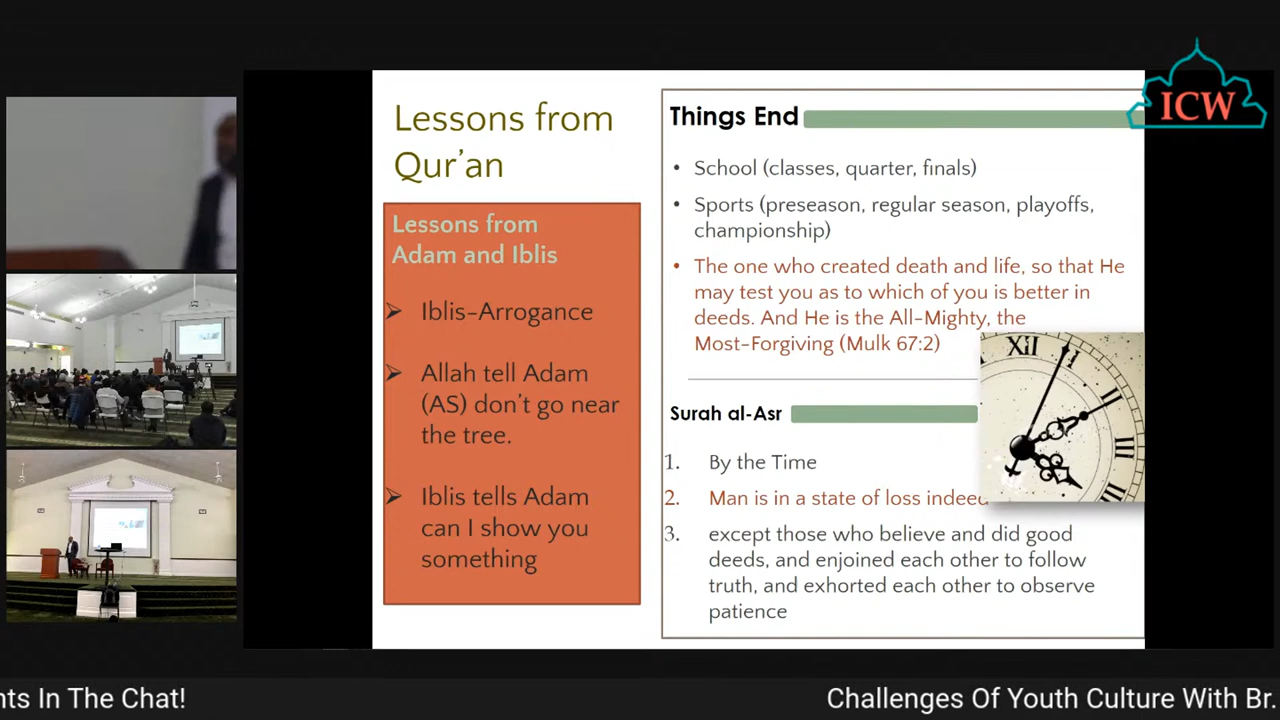 Lessons from
Qur’an
Lessons from
Adam and Iblis
Iblis-Arrogance
Allah tell Adam
(AS) don’t go near
the tree.
Iblis tells Adam
can I show you
something
Things End
• School (classes, quarter, finals)
• Sports (preseason, regular season, playoffs,
championship)
• The one who created death and life, so that He
may test you as to which of you is better in
deeds. And He is the All-Mighty, the
Most-Forgiving (Mulk 67:2)
Surah al-Asr
1. By the Time
2. Man is in a state of loss indeed
3. except those who believe and did good
deeds, and enjoined each other to follow
truth, and exhorted each other to observe
patience
XII
I
II
III
ICW
nts In The Chat!
Challenges Of Youth Culture With Br.